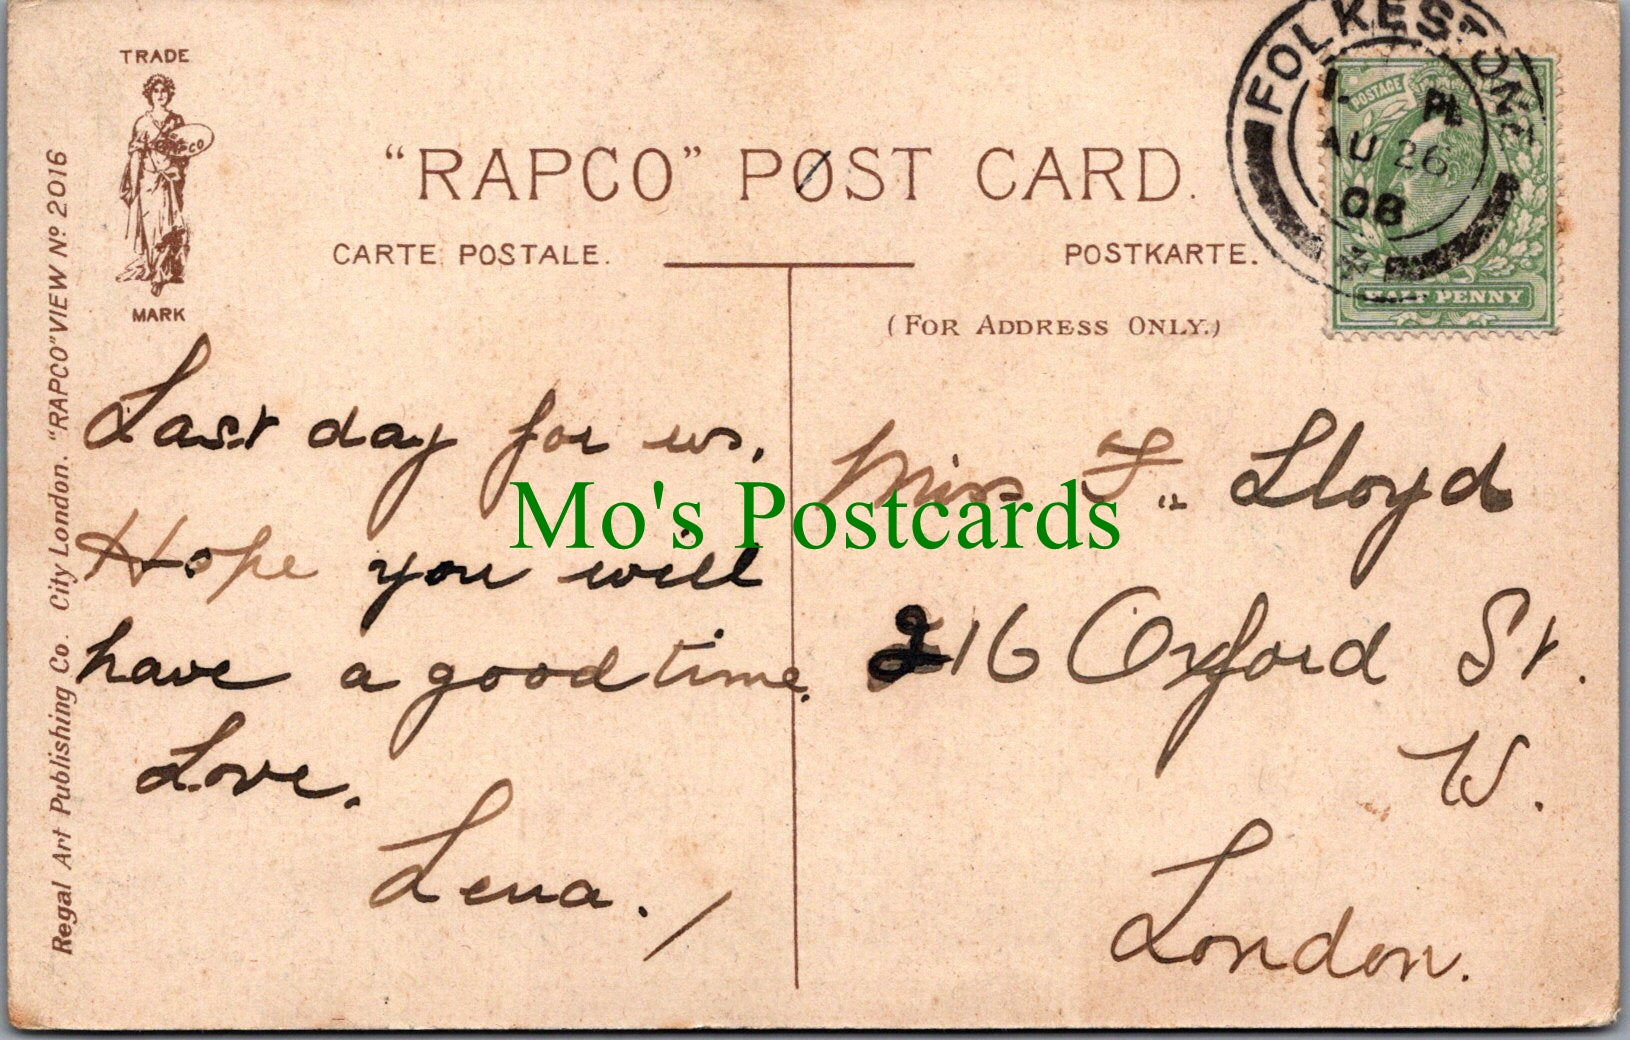 TRADE
RAPCO
MARK
"RAPCO" POST CARD.
CARTE POSTALE.
POSTKARTE.
(FOR ADDRESS ONLY.)
FOLKESTONE
AU 26
08
POSTAGE
HALF PENNY
Regal Art Publishing Co. City London. "RAPCO" VIEW No. 2016
Last day for us.
Hope you will
have a good time.
Love.
Lena.
Miss F. Lloyd
216 Oxford St.
W.
London.
Mo's Postcards